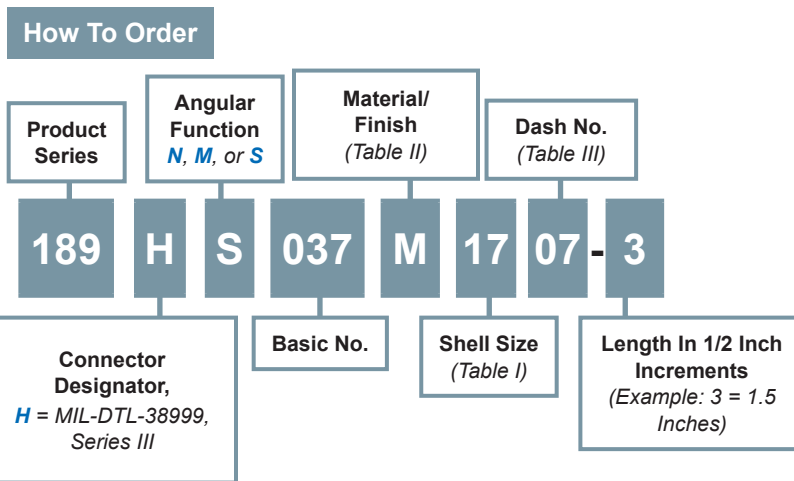 How To Order
Product
Series
Angular
Function
N, M, or S
Material/
Finish
(Table II)
Dash No.
(Table III)
189 H S 037 M 17 07 - 3
Connector
Designator,
H = MIL-DTL-38999,
Series III
Basic No.
Shell Size
(Table I)
Length In 1/2 Inch
Increments
(Example: 3 = 1.5
Inches)